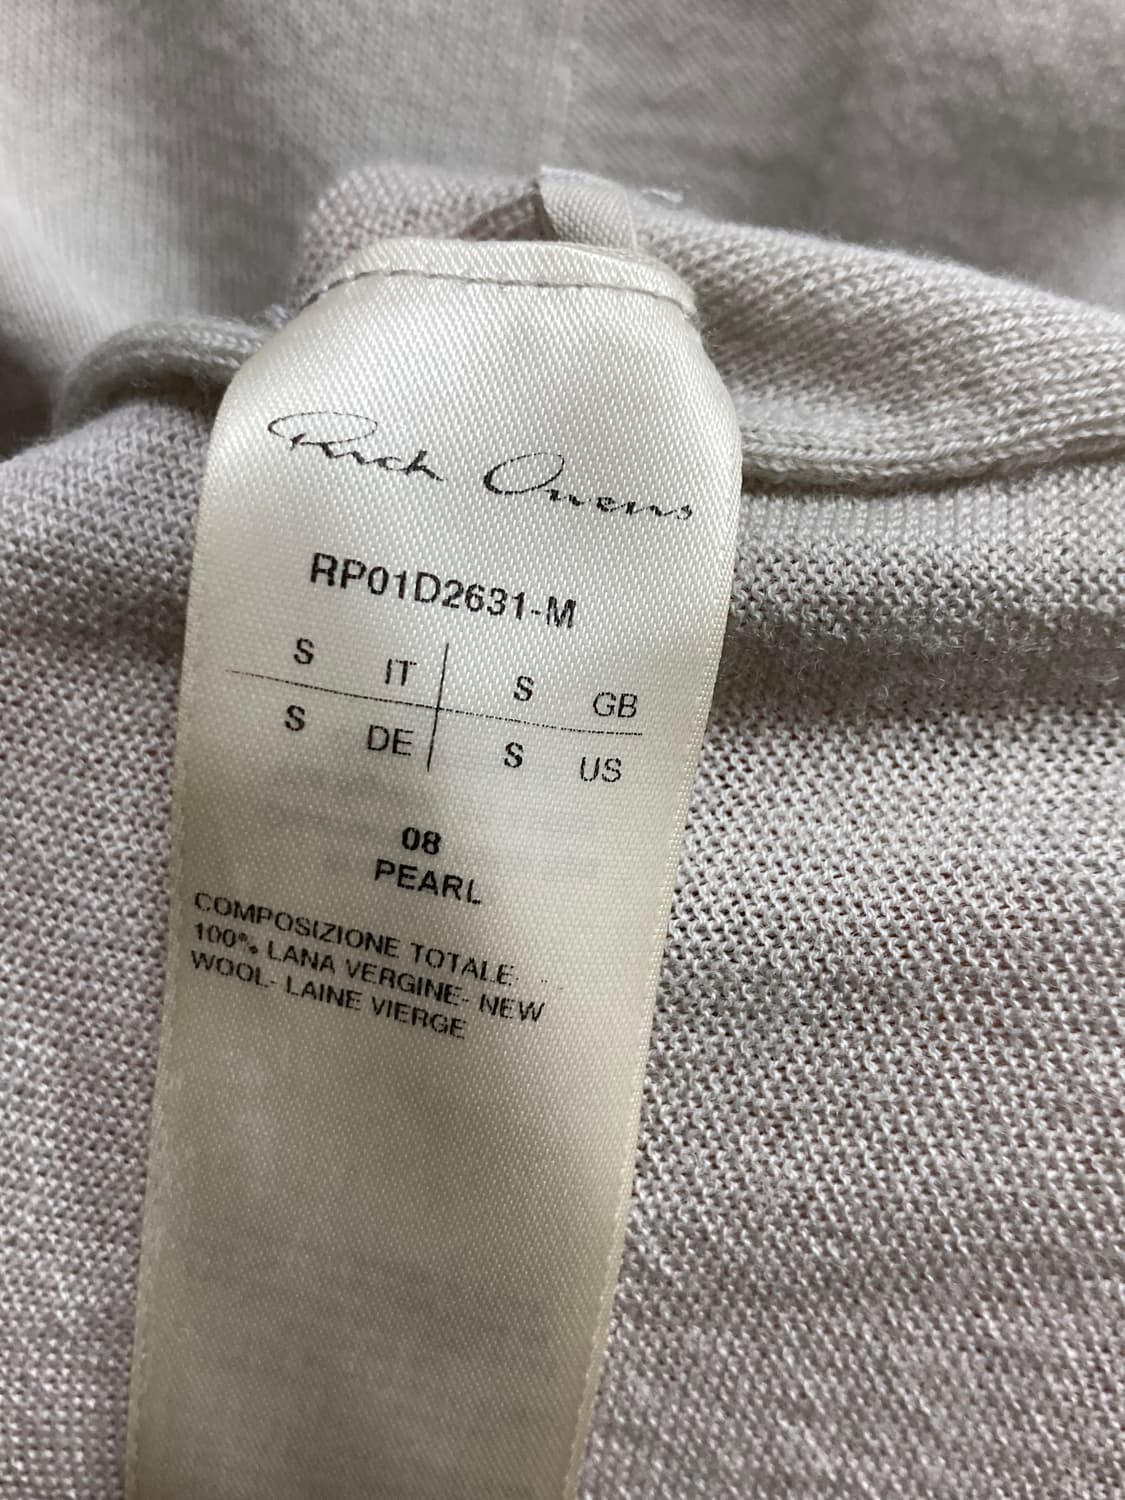 Rick Owens
RP01D2631-M
S IT S GB
S DE S US
08
PEARL
COMPOSIZIONE TOTALE:
100% LANA VERGINE- NEW
WOOL- LAINE VIERGE